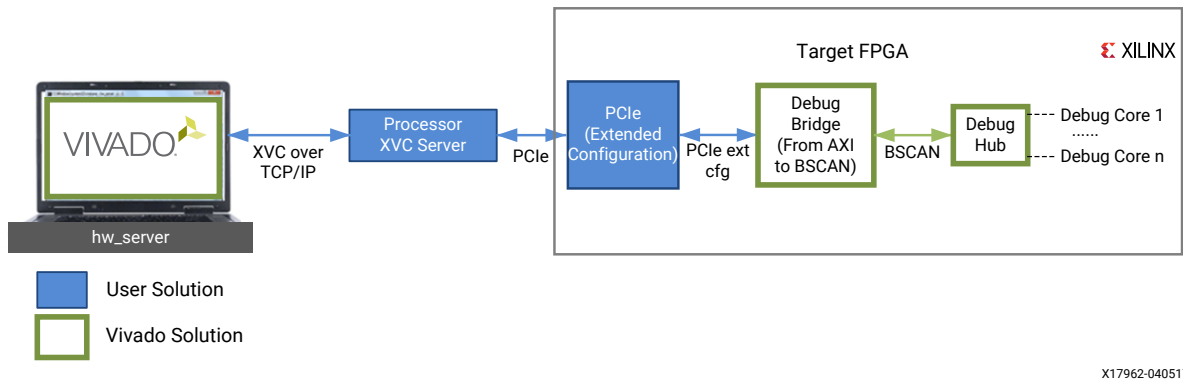 Target FPGA
XILINX
VIVADO
XVC over
TCP/IP
hw_server
Processor
XVC Server
PCIe
PCIe
(Extended
Configuration)
PCIe ext
cfg
Debug
Bridge
(From AXI
to BSCAN)
BSCAN
Debug
Hub
Debug Core 1
......
Debug Core n
User Solution
Vivado Solution
X17962-04051